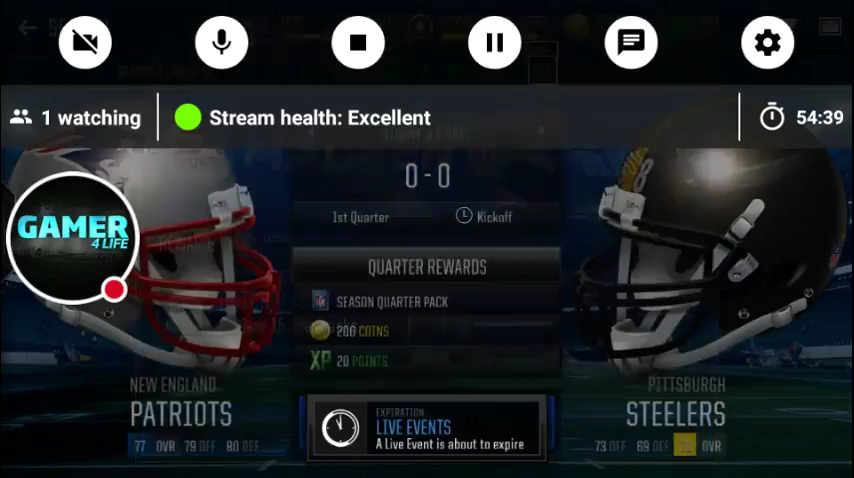 1 watching
Stream health: Excellent
54:39
GAMER
4 LIFE
0 - 0
1st Quarter
Kickoff
QUARTER REWARDS
SEASON QUARTER PACK
200 COINS
XP 20 POINTS
NEW ENGLAND
PATRIOTS
77 OVR 79 OFF 80 DEF
PITTSBURGH
STEELERS
73 OFF 69 DEF OVR
EXPIRATION:
LIVE EVENTS
A Live Event is about to expire